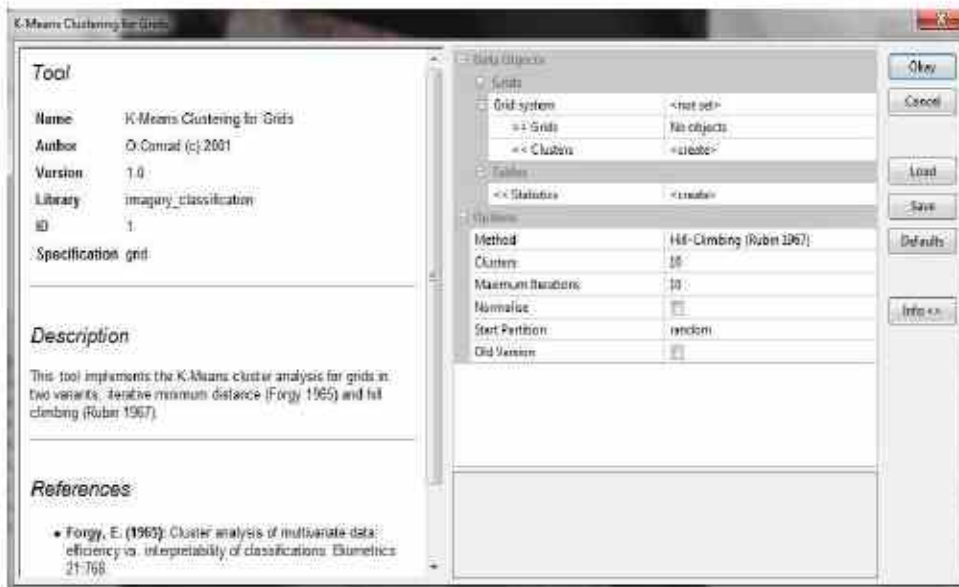 K-Means Clustering for Grids
Tool
Name K-Means Clustering for Grids
Author O.Conrad (c) 2001
Version 1.0
Library imagery_classification
ID 1
Specification grid
Description
This tool implements the K-Means cluster analysis for grids in
two variants, iterative minimum distance (Forgy 1965) and hill
climbing (Rubin 1967).
References
• Forgy, E. (1965): Cluster analysis of multivariate data:
efficiency vs. interpretability of classifications. Biometrics
21:768
Data Objects
Grids
Grid system <not set>
>> Grids No objects
<< Clusters <create>
Tables
<< Statistics <create>
Options
Method Hill-Climbing (Rubin 1967)
Clusters 10
Maximum Iterations 10
Normalise
Start Partition random
Old Version
Okay
Cancel
Load
Save
Defaults
Info <<